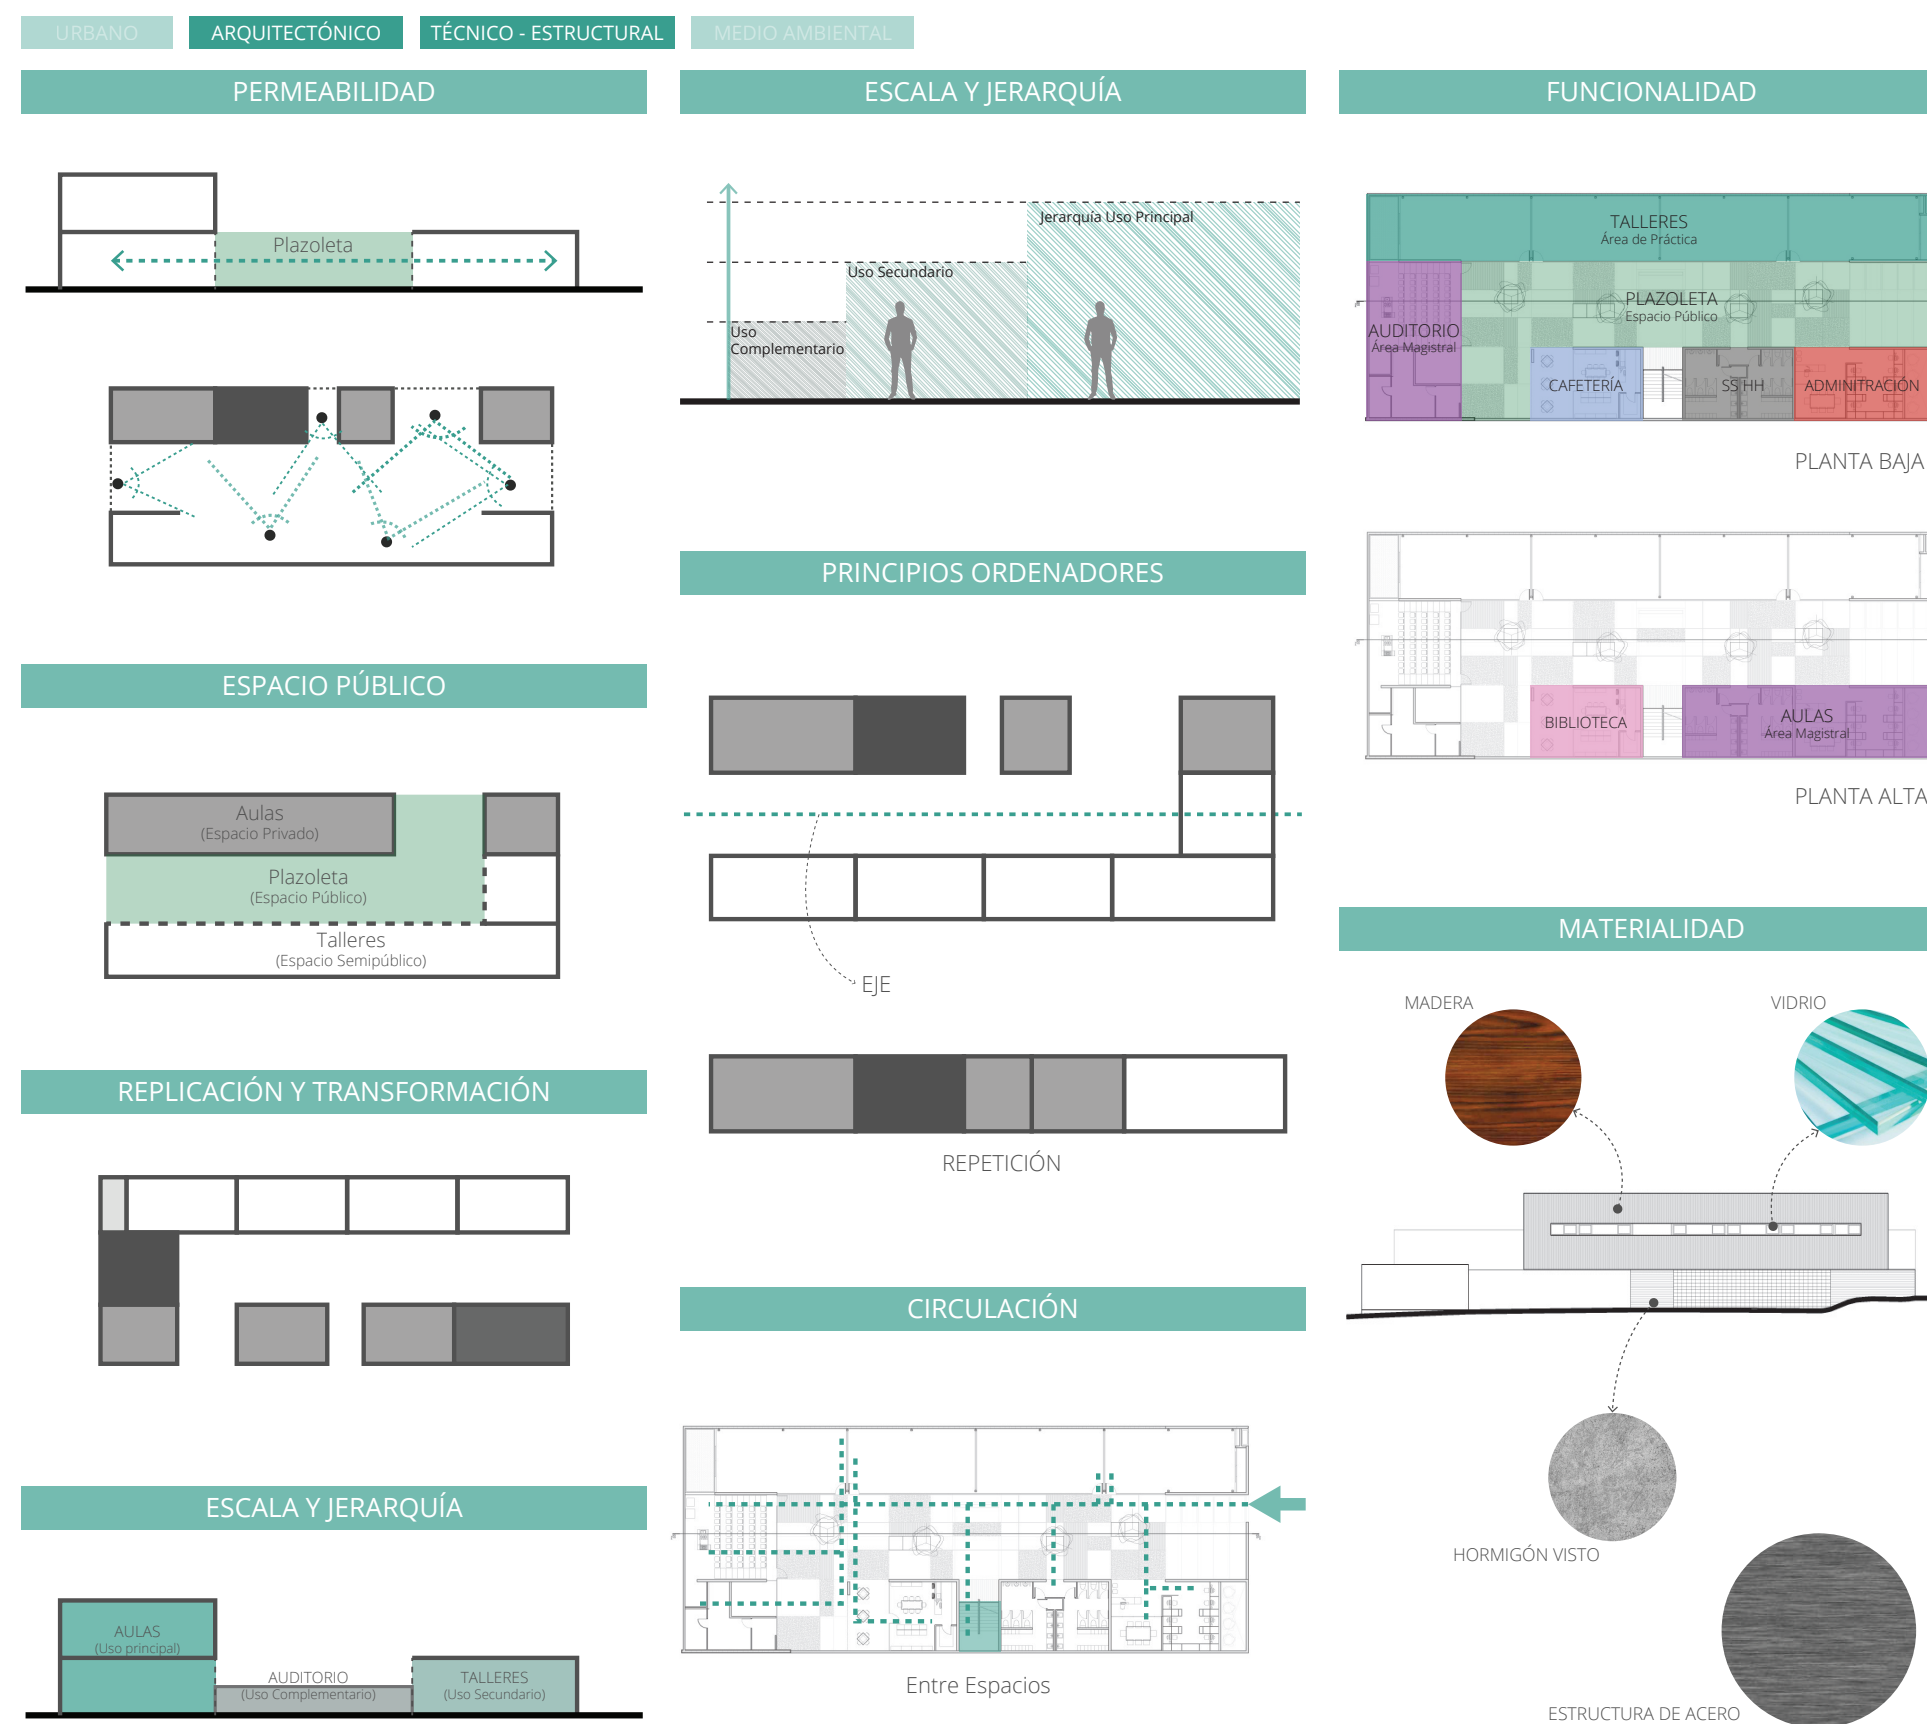 URBANO
ARQUITECTÓNICO
TÉCNICO - ESTRUCTURAL
MEDIO AMBIENTAL
PERMEABILIDAD
Plazoleta
ESPACIO PÚBLICO
Aulas
(Espacio Privado)
Plazoleta
(Espacio Público)
Talleres
(Espacio Semipúblico)
REPLICACIÓN Y TRANSFORMACIÓN
ESCALA Y JERARQUÍA
AULAS
(Uso principal)
AUDITORIO
(Uso Complementario)
TALLERES
(Uso Secundario)
ESCALA Y JERARQUÍA
Jerarquía Uso Principal
Uso Secundario
Uso
Complementario
PRINCIPIOS ORDENADORES
EJE
REPETICIÓN
CIRCULACIÓN
Entre Espacios
FUNCIONALIDAD
TALLERES
Área de Práctica
PLAZOLETA
Espacio Público
AUDITORIO
Área Magistral
CAFETERÍA
SS HH
ADMINITRACIÓN
PLANTA BAJA
BIBLIOTECA
AULAS
Área Magistral
PLANTA ALTA
MATERIALIDAD
MADERA
VIDRIO
HORMIGÓN VISTO
ESTRUCTURA DE ACERO